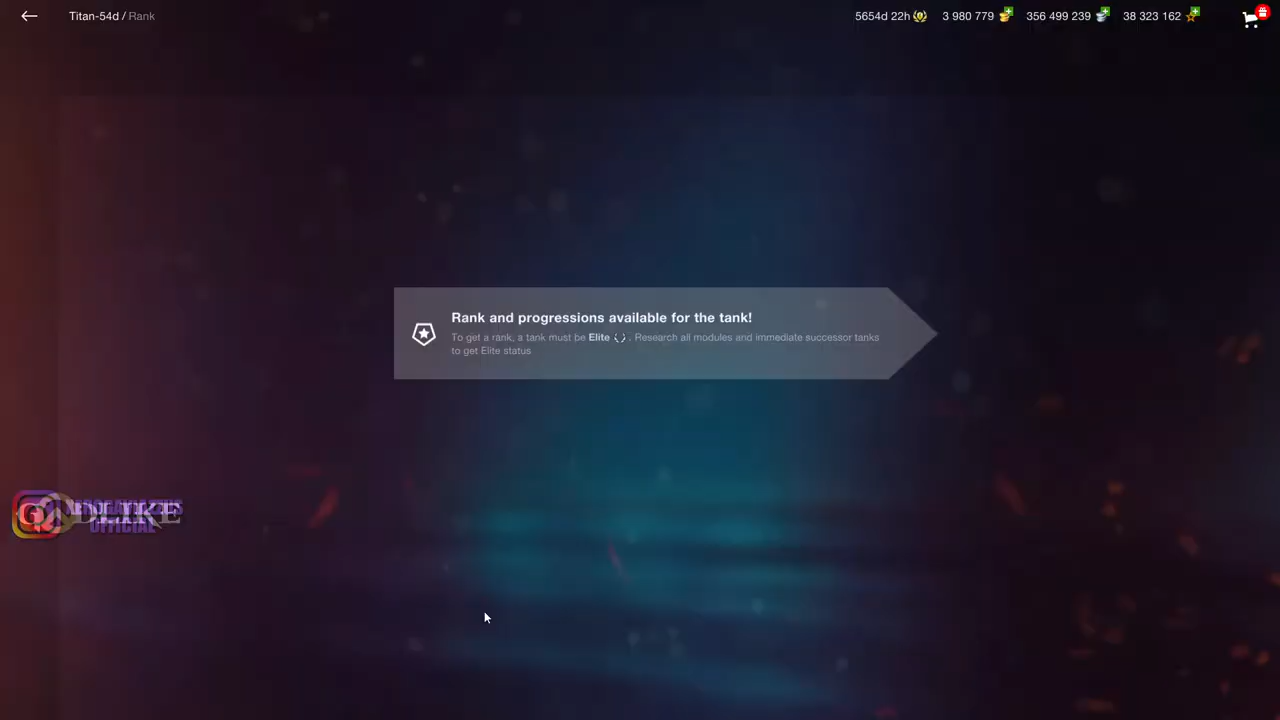 Titan-54d / Rank
5654d 22h 3 980 779 356 499 239 38 323 162
Rank and progressions available for the tank!
To get a rank, a tank must be Elite . Research all modules and immediate successor tanks
to get Elite status
OFFICIAL